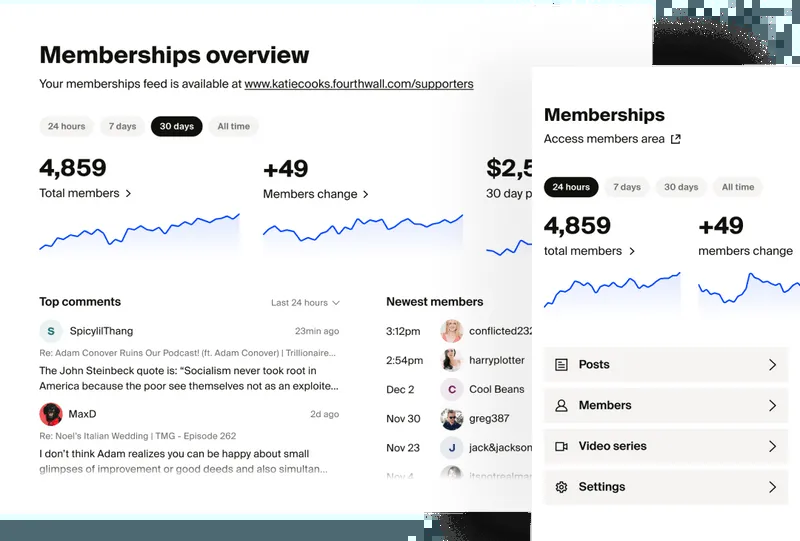 Memberships overview
Your memberships feed is available at www.katiecooks.fourthwall.com/supporters
24 hours
7 days
30 days
All time
4,859
Total members
+49
Members change
$2,5
30 day p
Top comments
Last 24 hours
S
SpicylilThang
23min ago
Re: Adam Conover Ruins Our Podcast! (ft. Adam Conover) | Trillionaire...
The John Steinbeck quote is: “Socialism never took root in
America because the poor see themselves not as an exploite...
MaxD
2d ago
Re: Noel's Italian Wedding | TMG - Episode 262
I don't think Adam realizes you can be happy about small
glimpses of improvement or good deeds and also simultan...
Newest members
3:12pm
conflicted232
2:54pm
harryplotter
Dec 2
C
Cool Beans
Nov 30
greg387
Nov 23
J
jack&jackson
Nov 4
itsnotrealmar
Memberships
Access members area
24 hours
7 days
30 days
All time
4,859
total members
+49
members change
Posts
Members
Video series
Settings